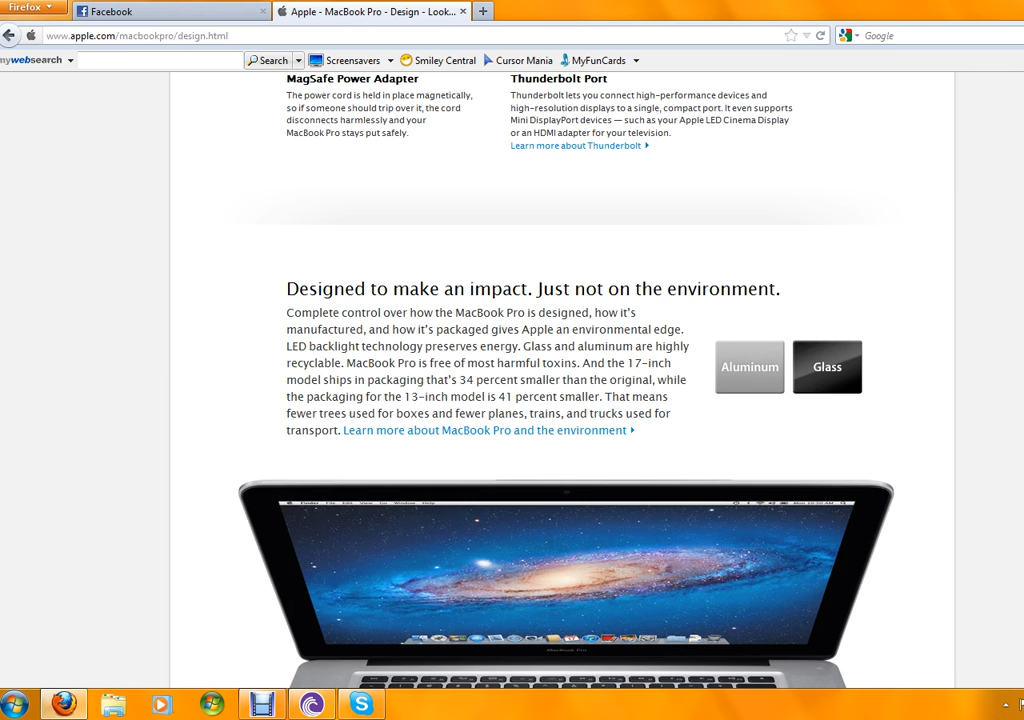 Firefox
Facebook
Apple - MacBook Pro - Design - Look...
www.apple.com/macbookpro/design.html
Google
mywebsearch
Search
Screensavers
Smiley Central
Cursor Mania
MyFunCards
MagSafe Power Adapter
The power cord is held in place magnetically,
so if someone should trip over it, the cord
disconnects harmlessly and your
MacBook Pro stays put safely.
Thunderbolt Port
Thunderbolt lets you connect high-performance devices and
high-resolution displays to a single, compact port. It even supports
Mini DisplayPort devices — such as your Apple LED Cinema Display
or an HDMI adapter for your television.
Learn more about Thunderbolt
Designed to make an impact. Just not on the environment.
Complete control over how the MacBook Pro is designed, how it's
manufactured, and how it's packaged gives Apple an environmental edge.
LED backlight technology preserves energy. Glass and aluminum are highly
recyclable. MacBook Pro is free of most harmful toxins. And the 17-inch
model ships in packaging that's 34 percent smaller than the original, while
the packaging for the 13-inch model is 41 percent smaller. That means
fewer trees used for boxes and fewer planes, trains, and trucks used for
transport. Learn more about MacBook Pro and the environment
Aluminum
Glass
Finder File Edit View Go Window Help
MacBook Pro